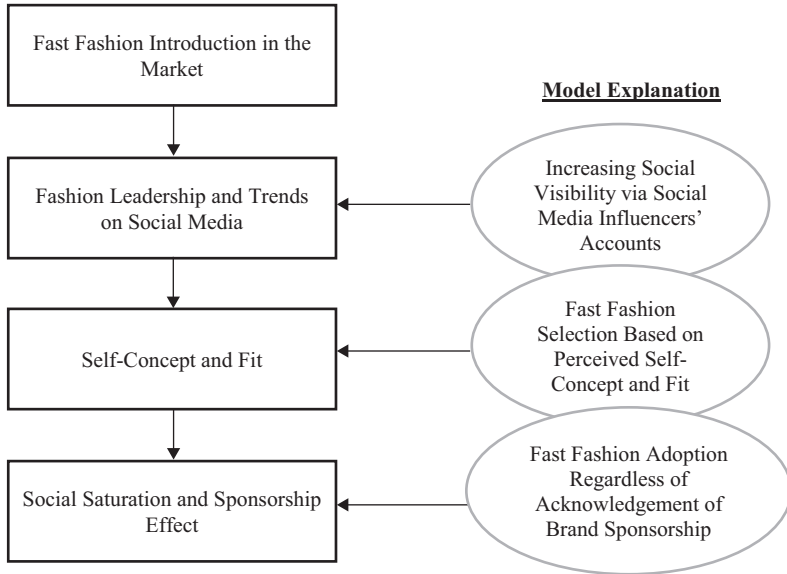 Fast Fashion Introduction in the
Market
Model Explanation
Fashion Leadership and Trends
on Social Media
Increasing Social
Visibility via Social
Media Influencers’
Accounts
Self-Concept and Fit
Fast Fashion
Selection Based on
Perceived Self-
Concept and Fit
Social Saturation and Sponsorship
Effect
Fast Fashion Adoption
Regardless of
Acknowledgement of
Brand Sponsorship